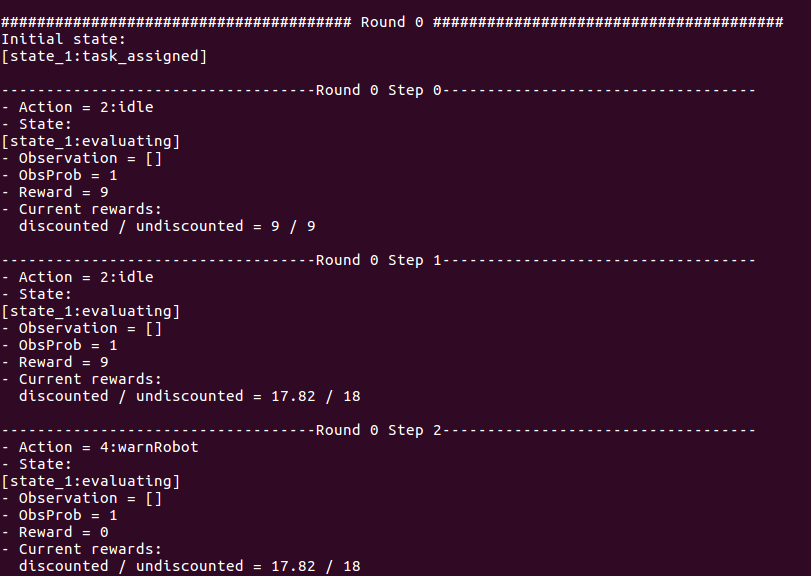 ####################################### Round 0 #######################################
Initial state:
[state_1:task_assigned]
-----------------------------------Round 0 Step 0-----------------------------------
- Action = 2:idle
- State:
[state_1:evaluating]
- Observation = []
- ObsProb = 1
- Reward = 9
- Current rewards:
  discounted / undiscounted = 9 / 9
-----------------------------------Round 0 Step 1-----------------------------------
- Action = 2:idle
- State:
[state_1:evaluating]
- Observation = []
- ObsProb = 1
- Reward = 9
- Current rewards:
  discounted / undiscounted = 17.82 / 18
-----------------------------------Round 0 Step 2-----------------------------------
- Action = 4:warnRobot
- State:
[state_1:evaluating]
- Observation = []
- ObsProb = 1
- Reward = 0
- Current rewards:
  discounted / undiscounted = 17.82 / 18